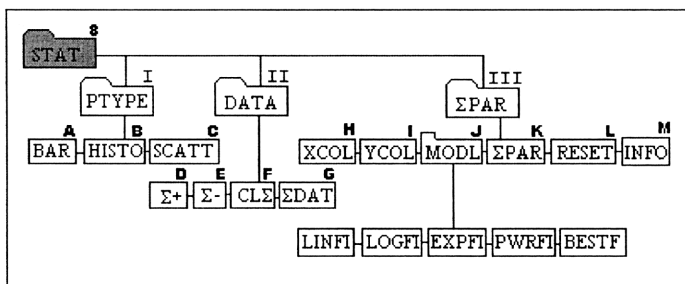 8
STAT
I II III
PTYPE DATA ΣPAR
A B C H I J K L M
BAR HISTO SCATT XCOL YCOL MODL ΣPAR RESET INFO
D E F G
Σ+ Σ- CLΣ ΣDAT
LINFI LOGFI EXPFI PWRFI BESTF